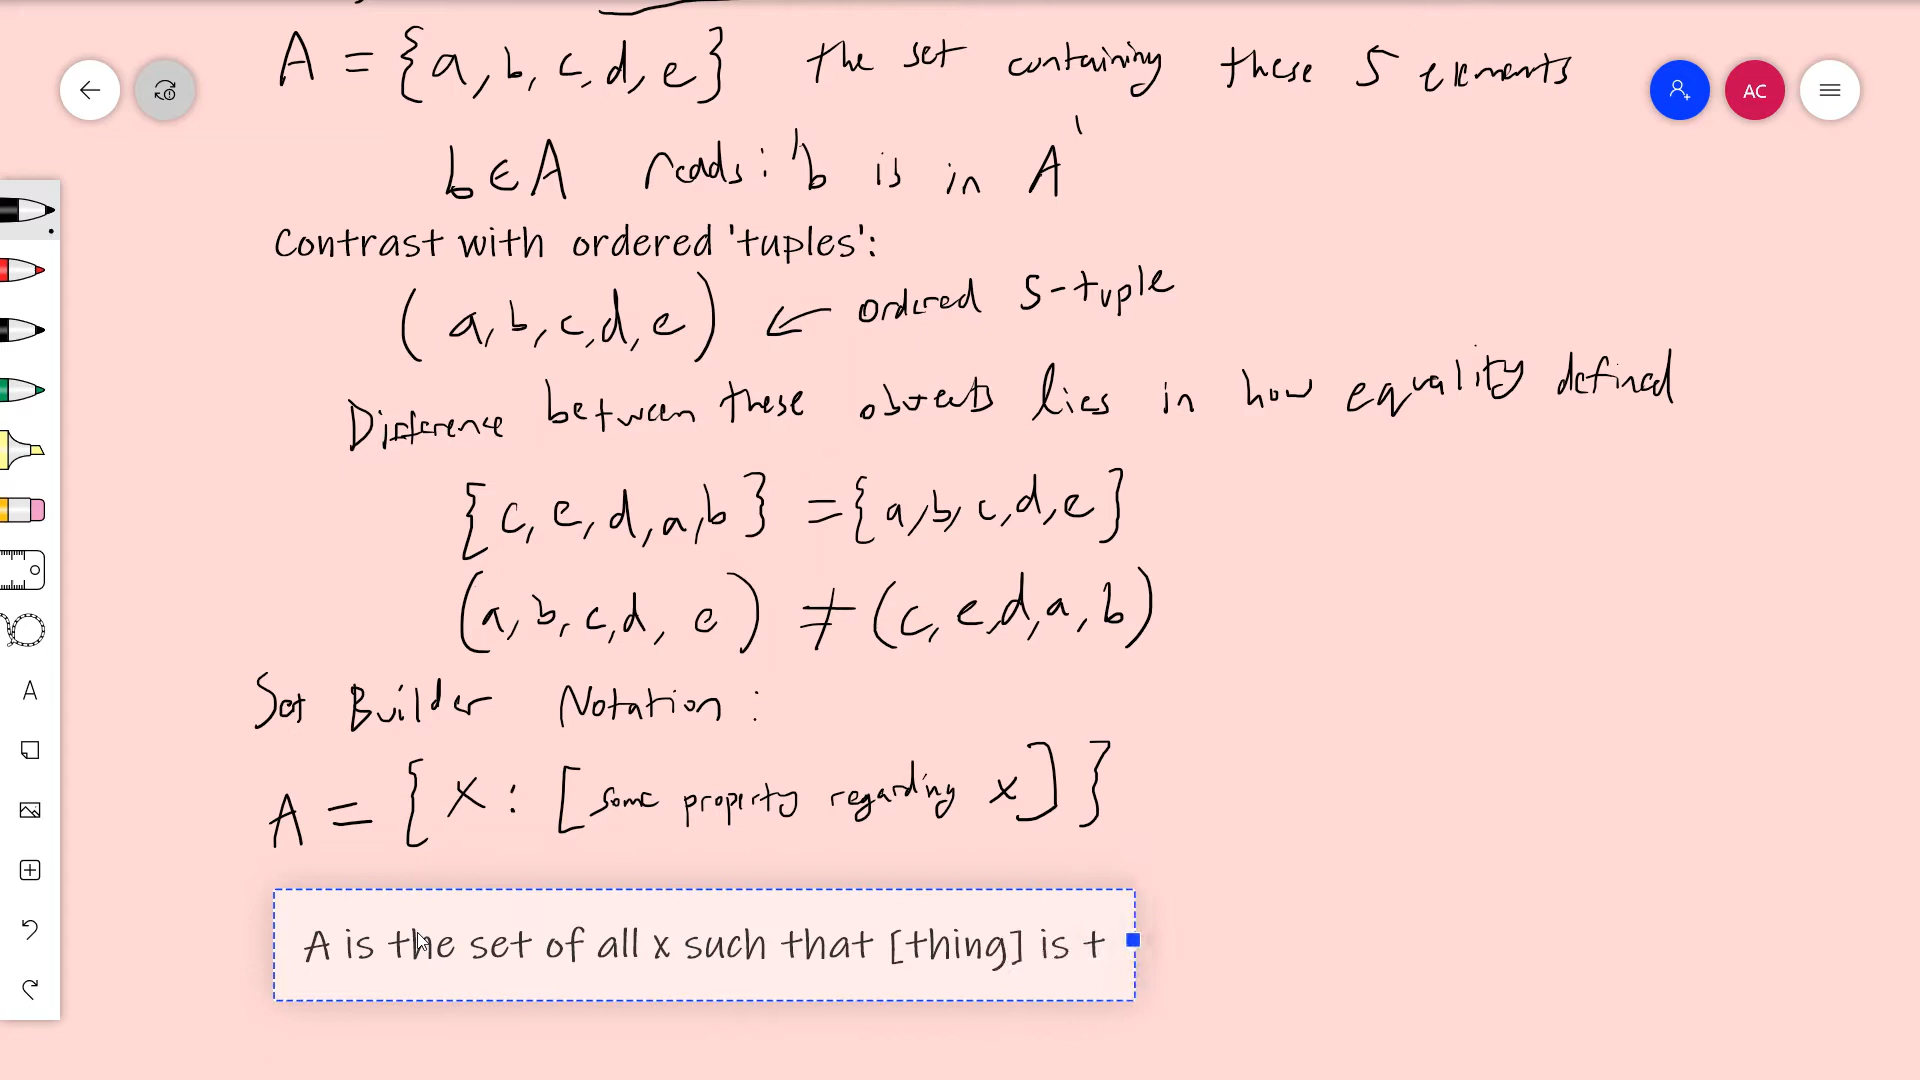 A = {a, b, c, d, e} the set containing these 5 elements
AC
b ∈ A reads: 'b is in A'
Contrast with ordered 'tuples':
(a, b, c, d, e) ← ordered 5-tuple
Difference between these objects lies in how equality defined
{c, e, d, a, b} = {a, b, c, d, e}
(a, b, c, d, e) ≠ (c, e, d, a, b)
Set Builder Notation:
A
A = {x : [some property regarding x]}
A is the set of all x such that [thing] is t